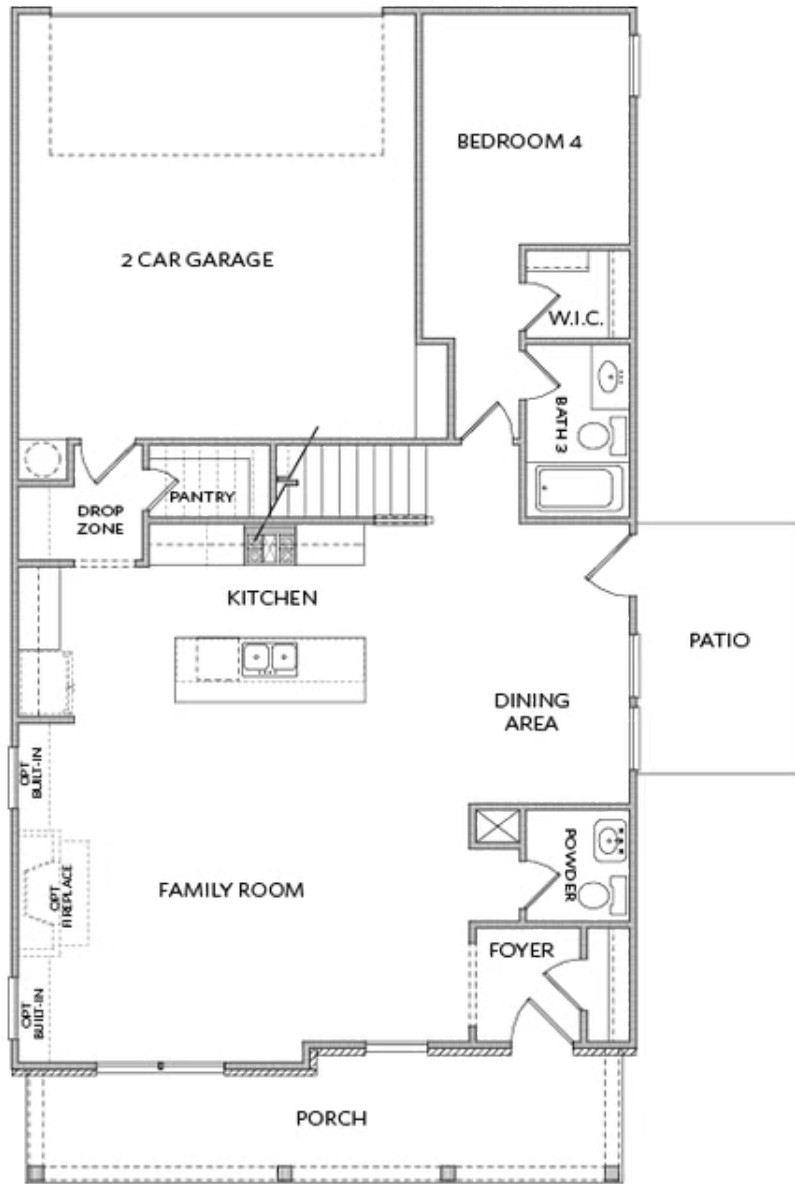 BEDROOM 4
2 CAR GARAGE
W.I.C.
BATH 3
PANTRY
DROP
ZONE
KITCHEN
PATIO
DINING
AREA
OPT
BUILT-IN
POWDER
FAMILY ROOM
OPT
FIREPLACE
FOYER
OPT
BUILT-IN
PORCH